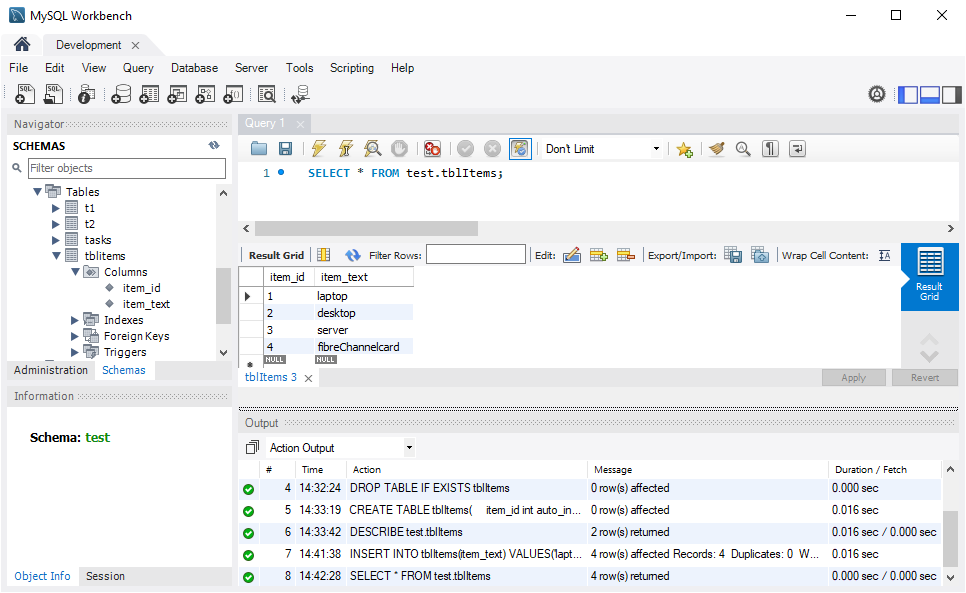 MySQL Workbench
Development
File Edit View Query Database Server Tools Scripting Help
Navigator
SCHEMAS
Filter objects
Tables
t1
t2
tasks
tblitems
Columns
item_id
item_text
Indexes
Foreign Keys
Triggers
Administration Schemas
Information
Schema: test
Object Info Session
Query 1
Don't Limit
1 SELECT * FROM test.tblItems;
Result Grid Filter Rows: Edit: Export/Import: Wrap Cell Content:
Result Grid
item_id item_text
1 laptop
2 desktop
3 server
4 fibreChannelcard
NULL NULL
tblItems 3
Apply Revert
Output
Action Output
# Time Action Message Duration / Fetch
4 14:32:24 DROP TABLE IF EXISTS tblItems 0 row(s) affected 0.000 sec
5 14:33:19 CREATE TABLE tblItems( item_id int auto_in... 0 row(s) affected 0.016 sec
6 14:33:42 DESCRIBE test.tblItems 2 row(s) returned 0.016 sec / 0.000 sec
7 14:41:38 INSERT INTO tblItems(item_text) VALUES('lapt... 4 row(s) affected Records: 4 Duplicates: 0 W... 0.016 sec
8 14:42:28 SELECT * FROM test.tblItems 4 row(s) returned 0.000 sec / 0.000 sec